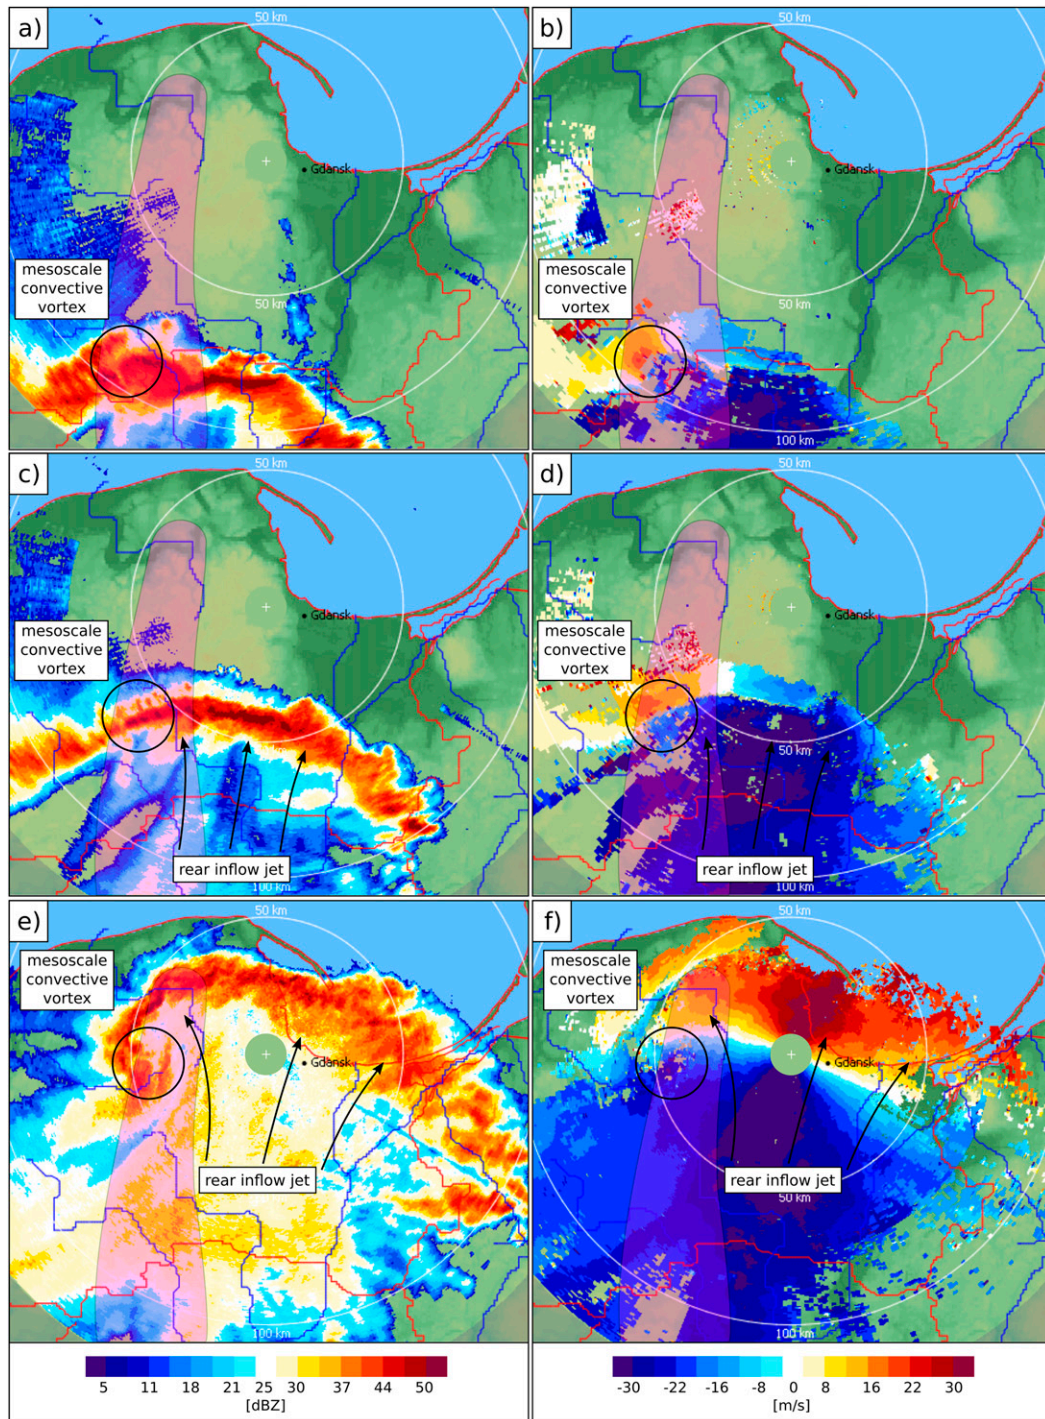 a)
50 km
Gdansk
mesoscale
convective
vortex
50 km
b)
50 km
Gdansk
mesoscale
convective
vortex
50 km
100 km
c)
50 km
Gdansk
mesoscale
convective
vortex
rear inflow jet
100 km
d)
50 km
Gdansk
mesoscale
convective
vortex
50 km
rear inflow jet
100 km
e)
50 km
mesoscale
convective
vortex
Gdansk
rear inflow jet
100 km
f)
50 km
mesoscale
convective
vortex
Gdansk
rear inflow jet
50 km
100 km
5 11 18 21 25 30 37 44 50
[dBZ]
-30 -22 -16 -8 0 8 16 22 30
[m/s]